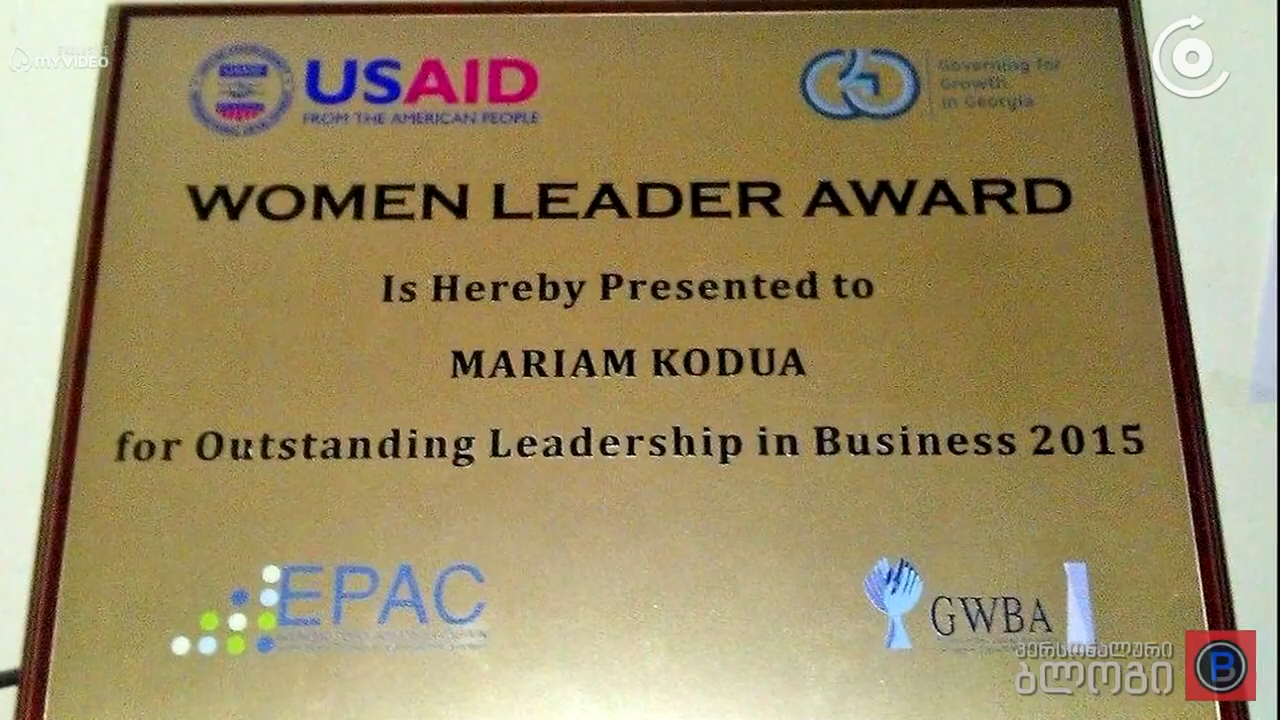 EXCLUSIVE
MYVIDEO
USAID
FROM THE AMERICAN PEOPLE
Governing for
Growth
in Georgia
WOMEN LEADER AWARD
Is Hereby Presented to
MARIAM KODUA
for Outstanding Leadership in Business 2015
EPAC
GWBA
პერსონალური
ბლოგი
B